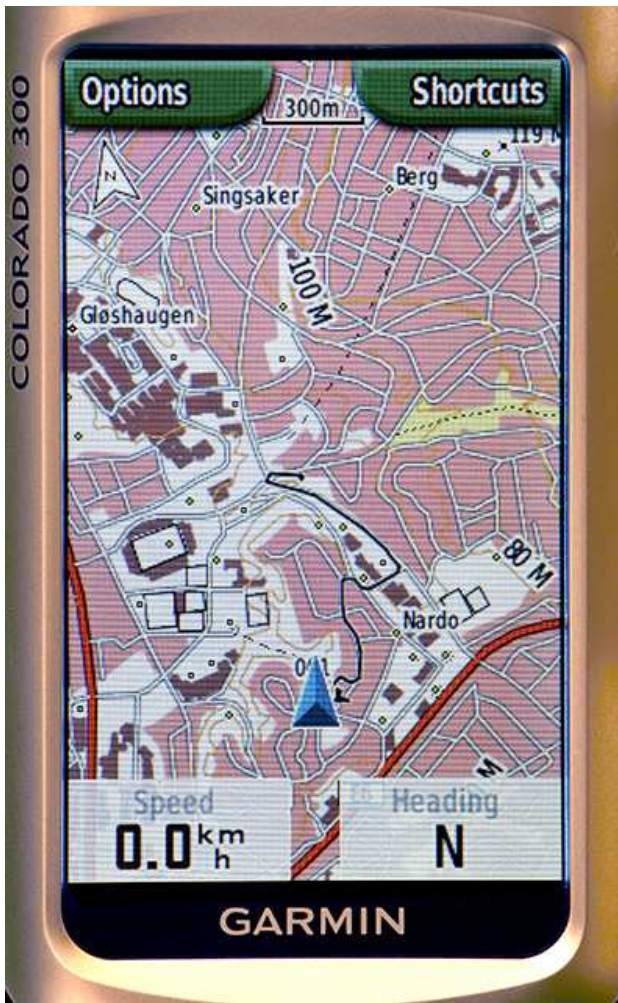 COLORADO 300
Options
Shortcuts
300m
119 M
N
Singsaker
Berg
100 M
Gløshaugen
80 M
Nardo
M
Speed
Heading
0.0 km h
N
GARMIN